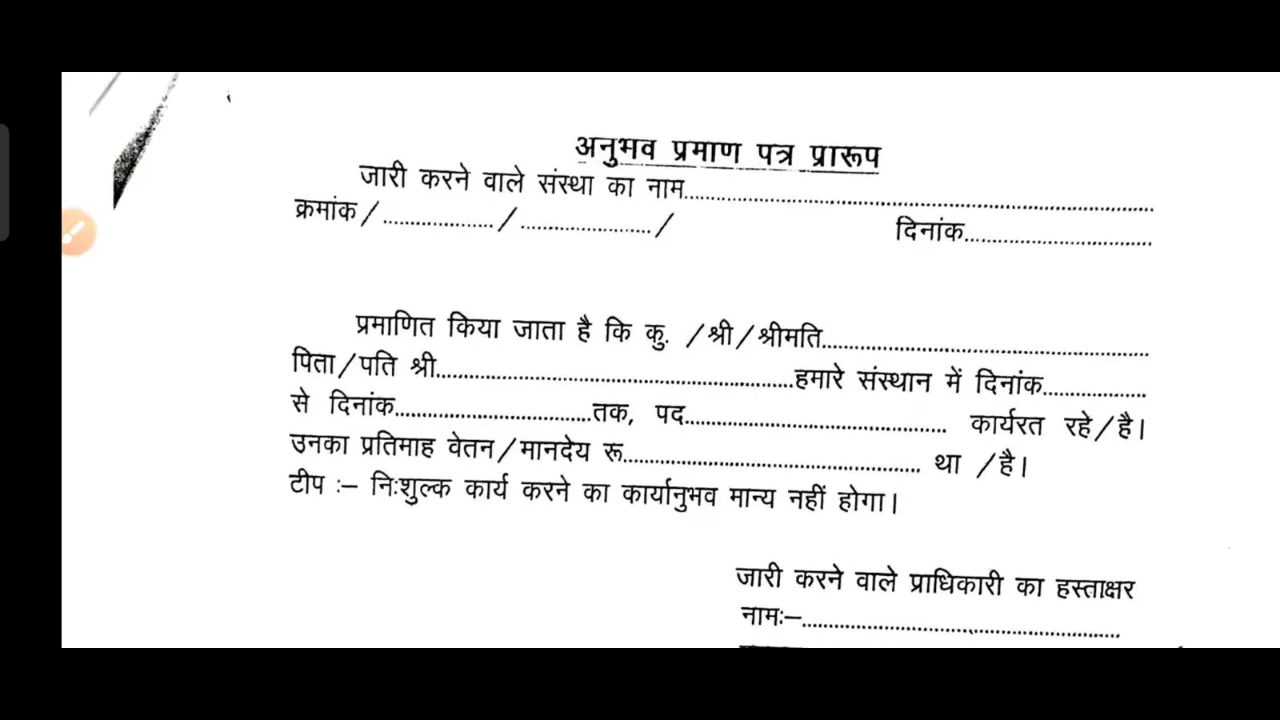 अनुभव प्रमाण पत्र प्रारूप
जारी करने वाले संस्था का नाम..............................................................
क्रमांक / .................. / ..................... / दिनांक..............................
प्रमाणित किया जाता है कि कु. /श्री/श्रीमति..................................................
पिता/पति श्री........................................................हमारे संस्थान में दिनांक.................
से दिनांक................................तक, पद.......................................... कार्यरत रहे/है।
उनका प्रतिमाह वेतन/मानदेय रू................................................ था /है।
टीप :– निःशुल्क कार्य करने का कार्यानुभव मान्य नहीं होगा।
जारी करने वाले प्राधिकारी का हस्ताक्षर
नामः–....................................................